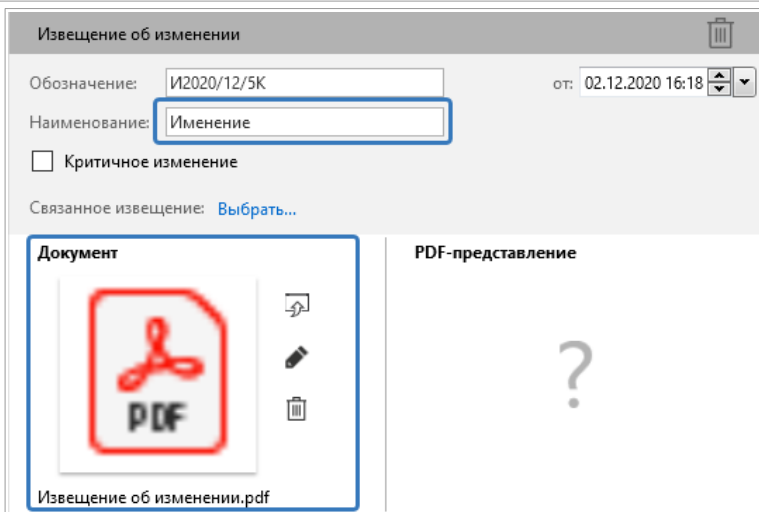 Извещение об изменении
Обозначение: И2020/12/5К от: 02.12.2020 16:18
Наименование: Именение
Критичное изменение
Связанное извещение: Выбрать...
Документ PDF-представление
?
PDF
Извещение об изменении.pdf